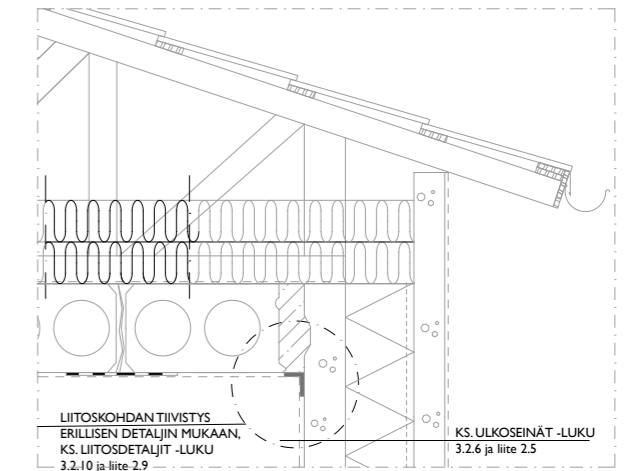 LIITOSKOHDAN TIIVISTYS
ERILLISEN DETALJIN MUKAAN,
KS. LIITOSDETALJIT -LUKU
3.2.10 ja liite 2.9
KS. ULKOSEINÄT -LUKU
3.2.6 ja liite 2.5